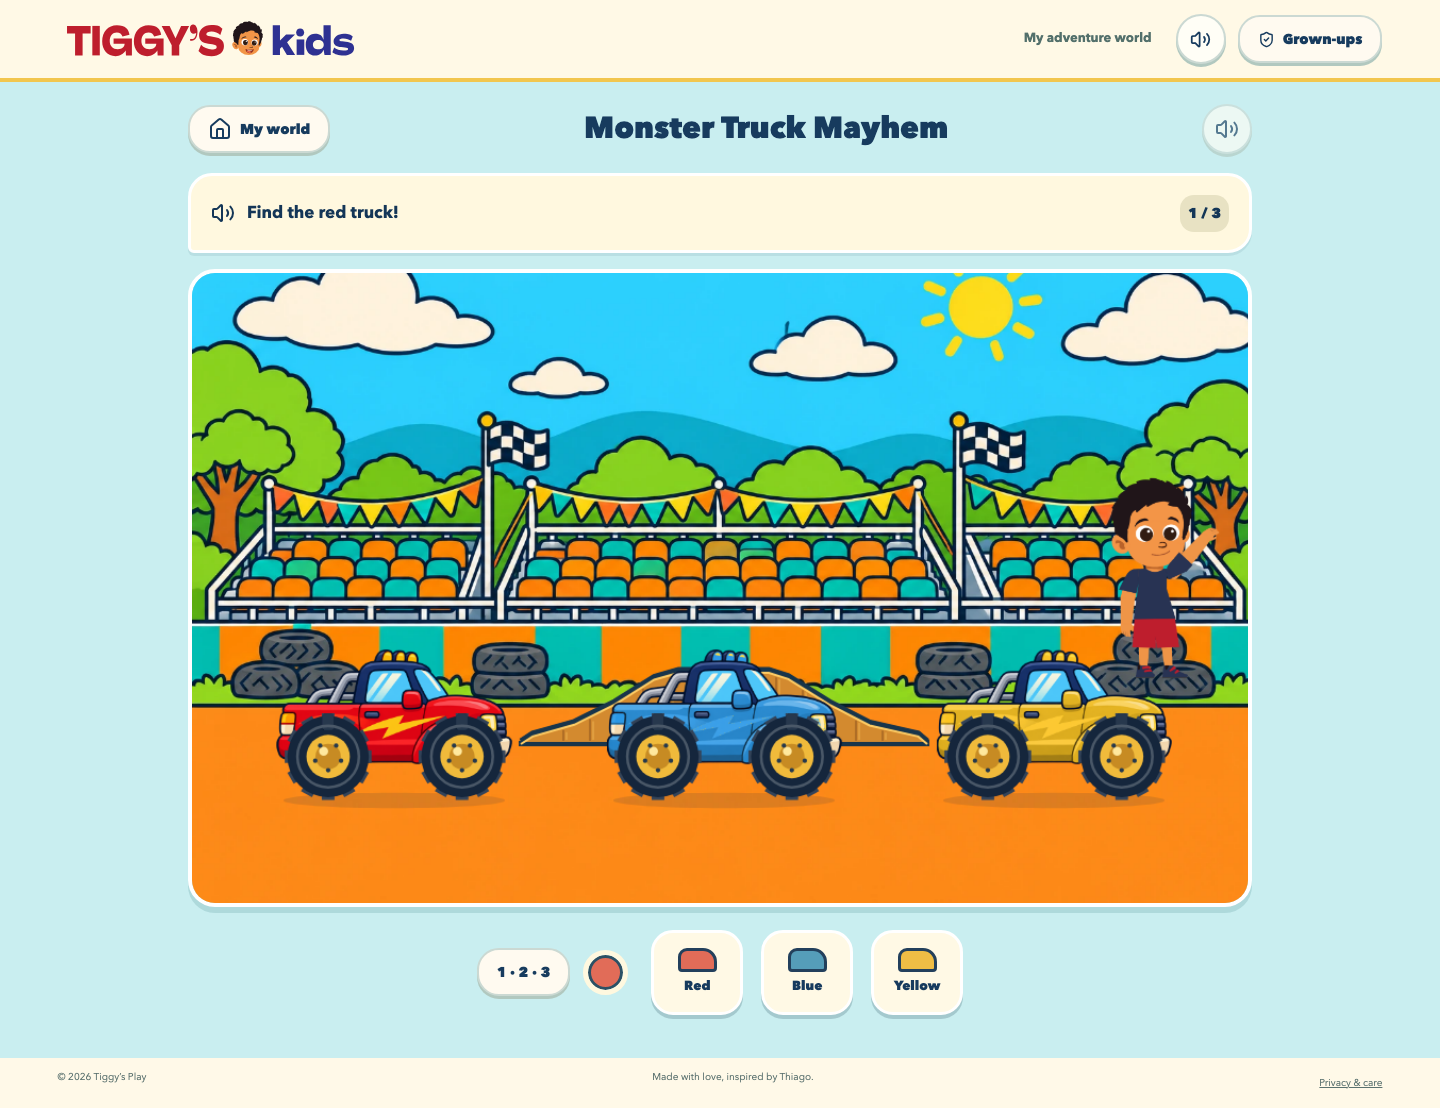 TIGGY'S kids
My adventure world
Grown-ups
My world
Monster Truck Mayhem
Find the red truck!
1 / 3
1 • 2 • 3
Red
Blue
Yellow
© 2026 Tiggy's Play
Made with love, inspired by Thiago.
Privacy & care